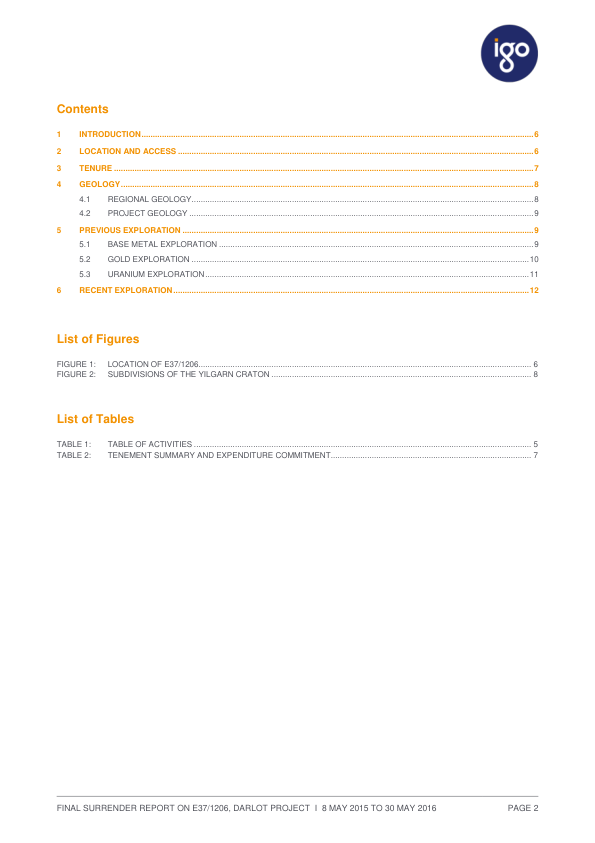 igo
Contents
1 INTRODUCTION 6
2 LOCATION AND ACCESS 6
3 TENURE 7
4 GEOLOGY 8
4.1 REGIONAL GEOLOGY 8
4.2 PROJECT GEOLOGY 9
5 PREVIOUS EXPLORATION 9
5.1 BASE METAL EXPLORATION 9
5.2 GOLD EXPLORATION 10
5.3 URANIUM EXPLORATION 11
6 RECENT EXPLORATION 12
List of Figures
FIGURE 1: LOCATION OF E37/1206 6
FIGURE 2: SUBDIVISIONS OF THE YILGARN CRATON 8
List of Tables
TABLE 1: TABLE OF ACTIVITIES 5
TABLE 2: TENEMENT SUMMARY AND EXPENDITURE COMMITMENT 7
FINAL SURRENDER REPORT ON E37/1206, DARLOT PROJECT I 8 MAY 2015 TO 30 MAY 2016 PAGE 2